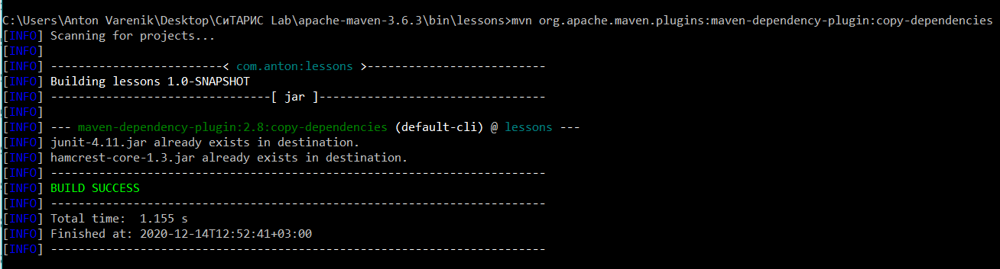 C:\Users\Anton Varenik\Desktop\СиТАРИС Lab\apache-maven-3.6.3\bin\lessons>mvn org.apache.maven.plugins:maven-dependency-plugin:copy-dependencies
[INFO] Scanning for projects...
[INFO]
[INFO] -------------------------< com.anton:lessons >--------------------------
[INFO] Building lessons 1.0-SNAPSHOT
[INFO] --------------------------------[ jar ]---------------------------------
[INFO]
[INFO] --- maven-dependency-plugin:2.8:copy-dependencies (default-cli) @ lessons ---
[INFO] junit-4.11.jar already exists in destination.
[INFO] hamcrest-core-1.3.jar already exists in destination.
[INFO] ------------------------------------------------------------------------
[INFO] BUILD SUCCESS
[INFO] ------------------------------------------------------------------------
[INFO] Total time:  1.155 s
[INFO] Finished at: 2020-12-14T12:52:41+03:00
[INFO] ------------------------------------------------------------------------